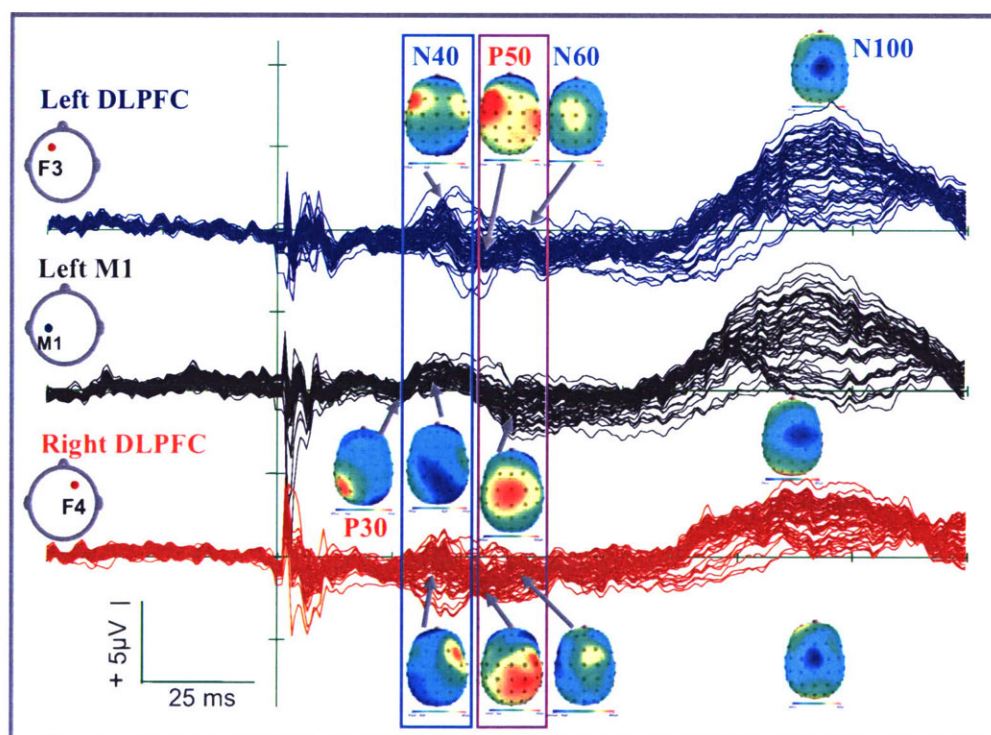 N40 P50 N60 N100
Left DLPFC
F3
Left M1
M1
Right DLPFC
F4
P30
+ 5µV
25 ms